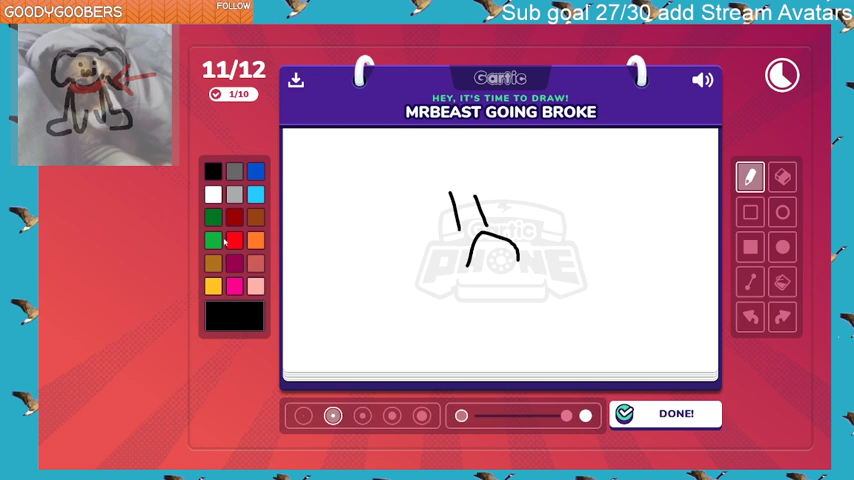 GOODYGOOBERS
FOLLOW
Sub goal 27/30 add Stream Avatars
11/12
1/10
Gartic
HEY, IT'S TIME TO DRAW!
MRBEAST GOING BROKE
Gartic
PHONE
DONE!